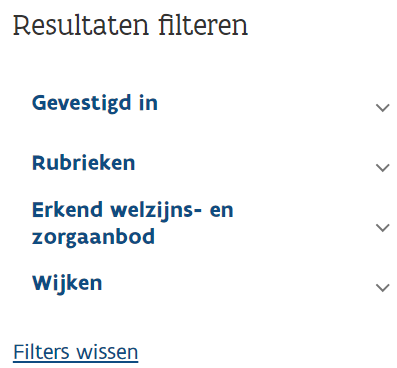 Resultaten filteren
Gevestigd in
Rubrieken
Erkend welzijns- en
zorgaanbod
Wijken
Filters wissen